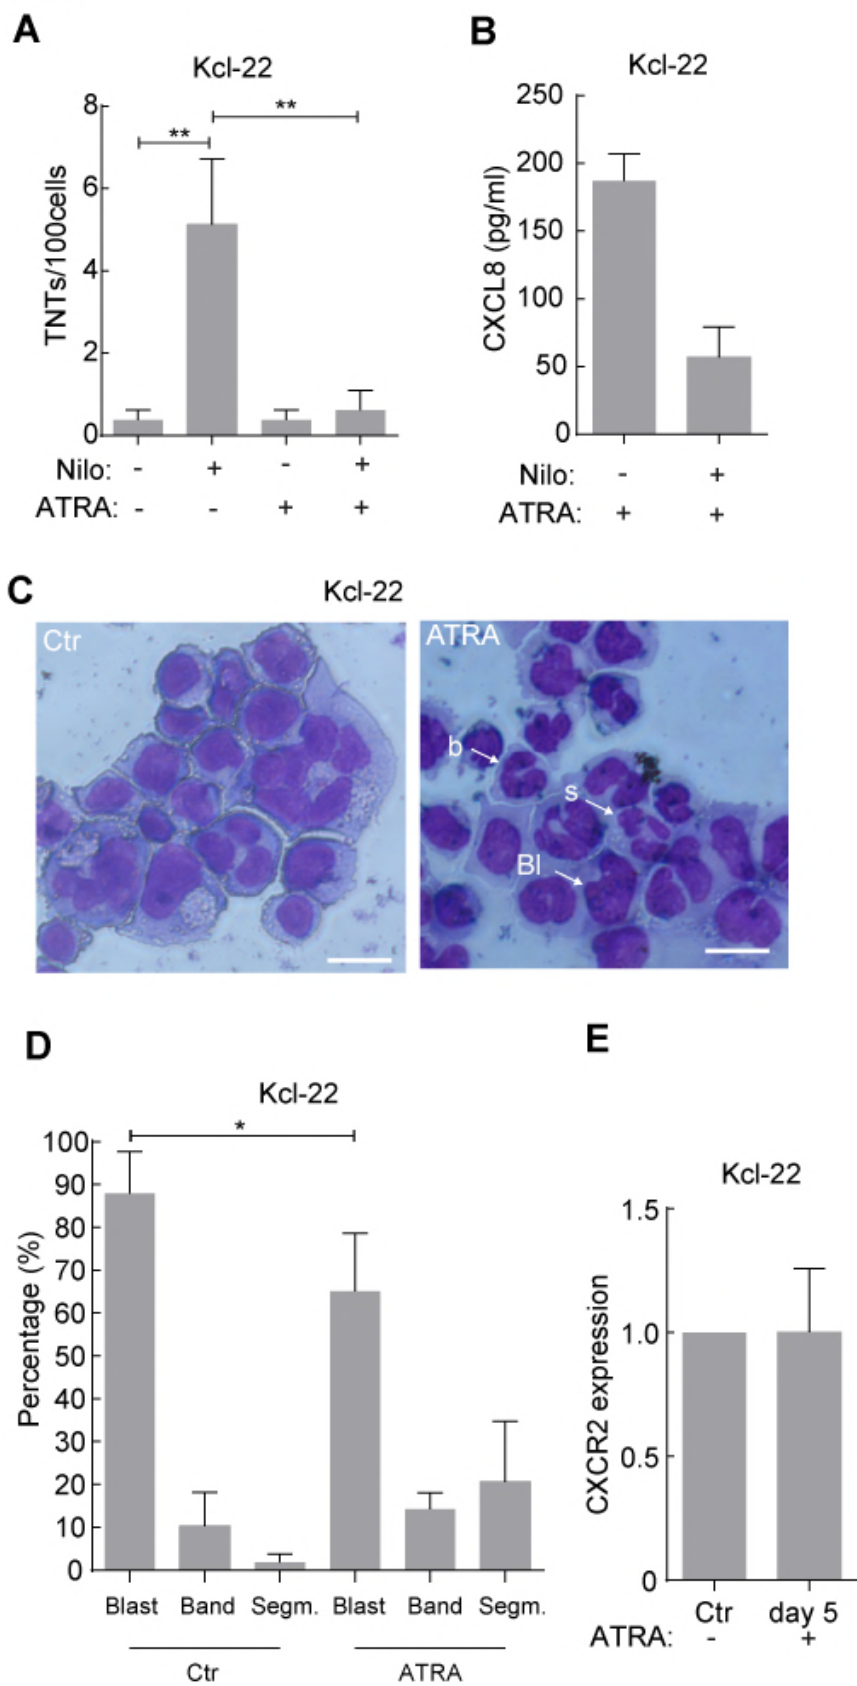 A
Kcl-22
8
6
4
2
0
TNTs/100cells
**
**
Nilo: - + - +
ATRA: - - + +
B
Kcl-22
250
200
150
100
50
0
CXCL8 (pg/ml)
Nilo: - +
ATRA: + +
C
Kcl-22
Ctr
ATRA
b
s
Bl
D
Kcl-22
*
100
90
80
70
60
50
40
30
20
10
0
Percentage (%)
Blast Band Segm. Blast Band Segm.
Ctr ATRA
E
Kcl-22
1.5
1.0
0.5
0
CXCR2 expression
Ctr day 5
ATRA: - +